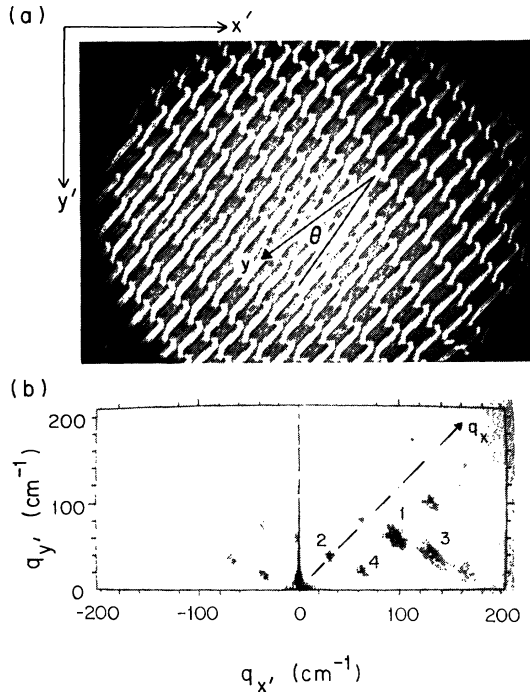 (a)
x'
y'
y
θ
(b)
200
100
0
q_y' (cm⁻¹)
q_x
1
2
3
4
-200 -100 0 100 200
q_x' (cm⁻¹)